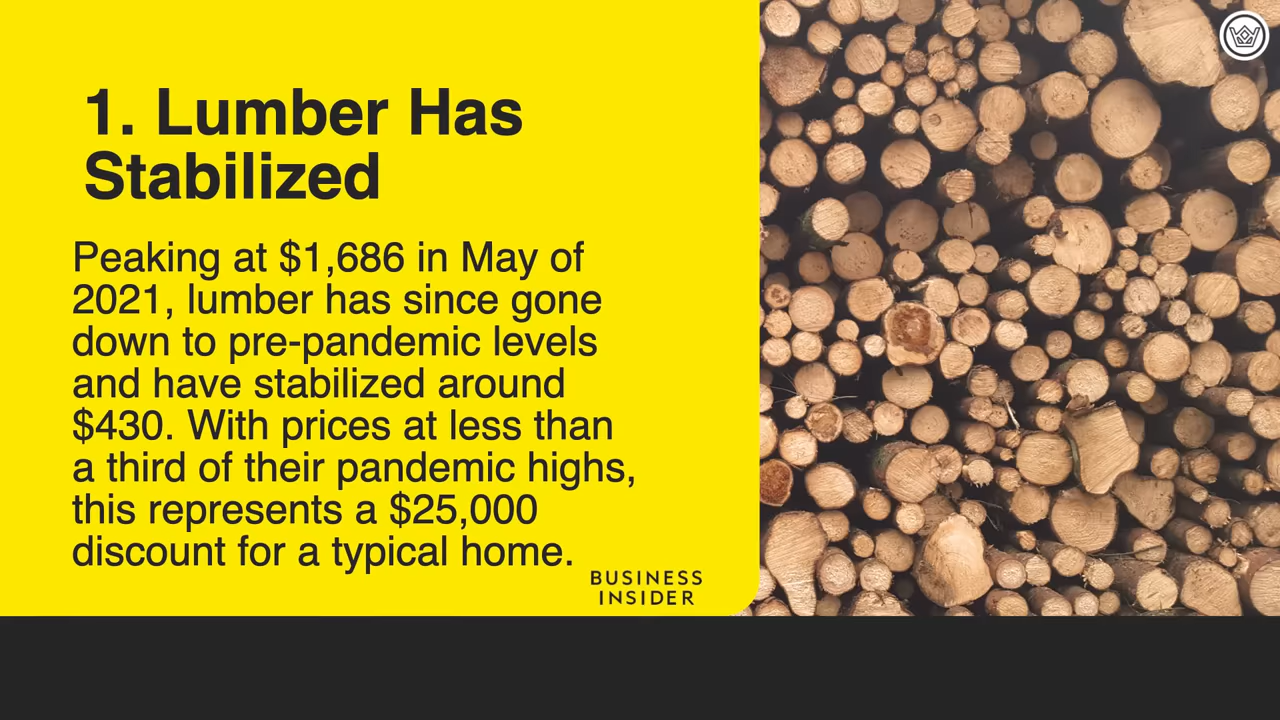 1. Lumber Has
Stabilized
Peaking at $1,686 in May of
2021, lumber has since gone
down to pre-pandemic levels
and have stabilized around
$430. With prices at less than
a third of their pandemic highs,
this represents a $25,000
discount for a typical home.
BUSINESS
INSIDER